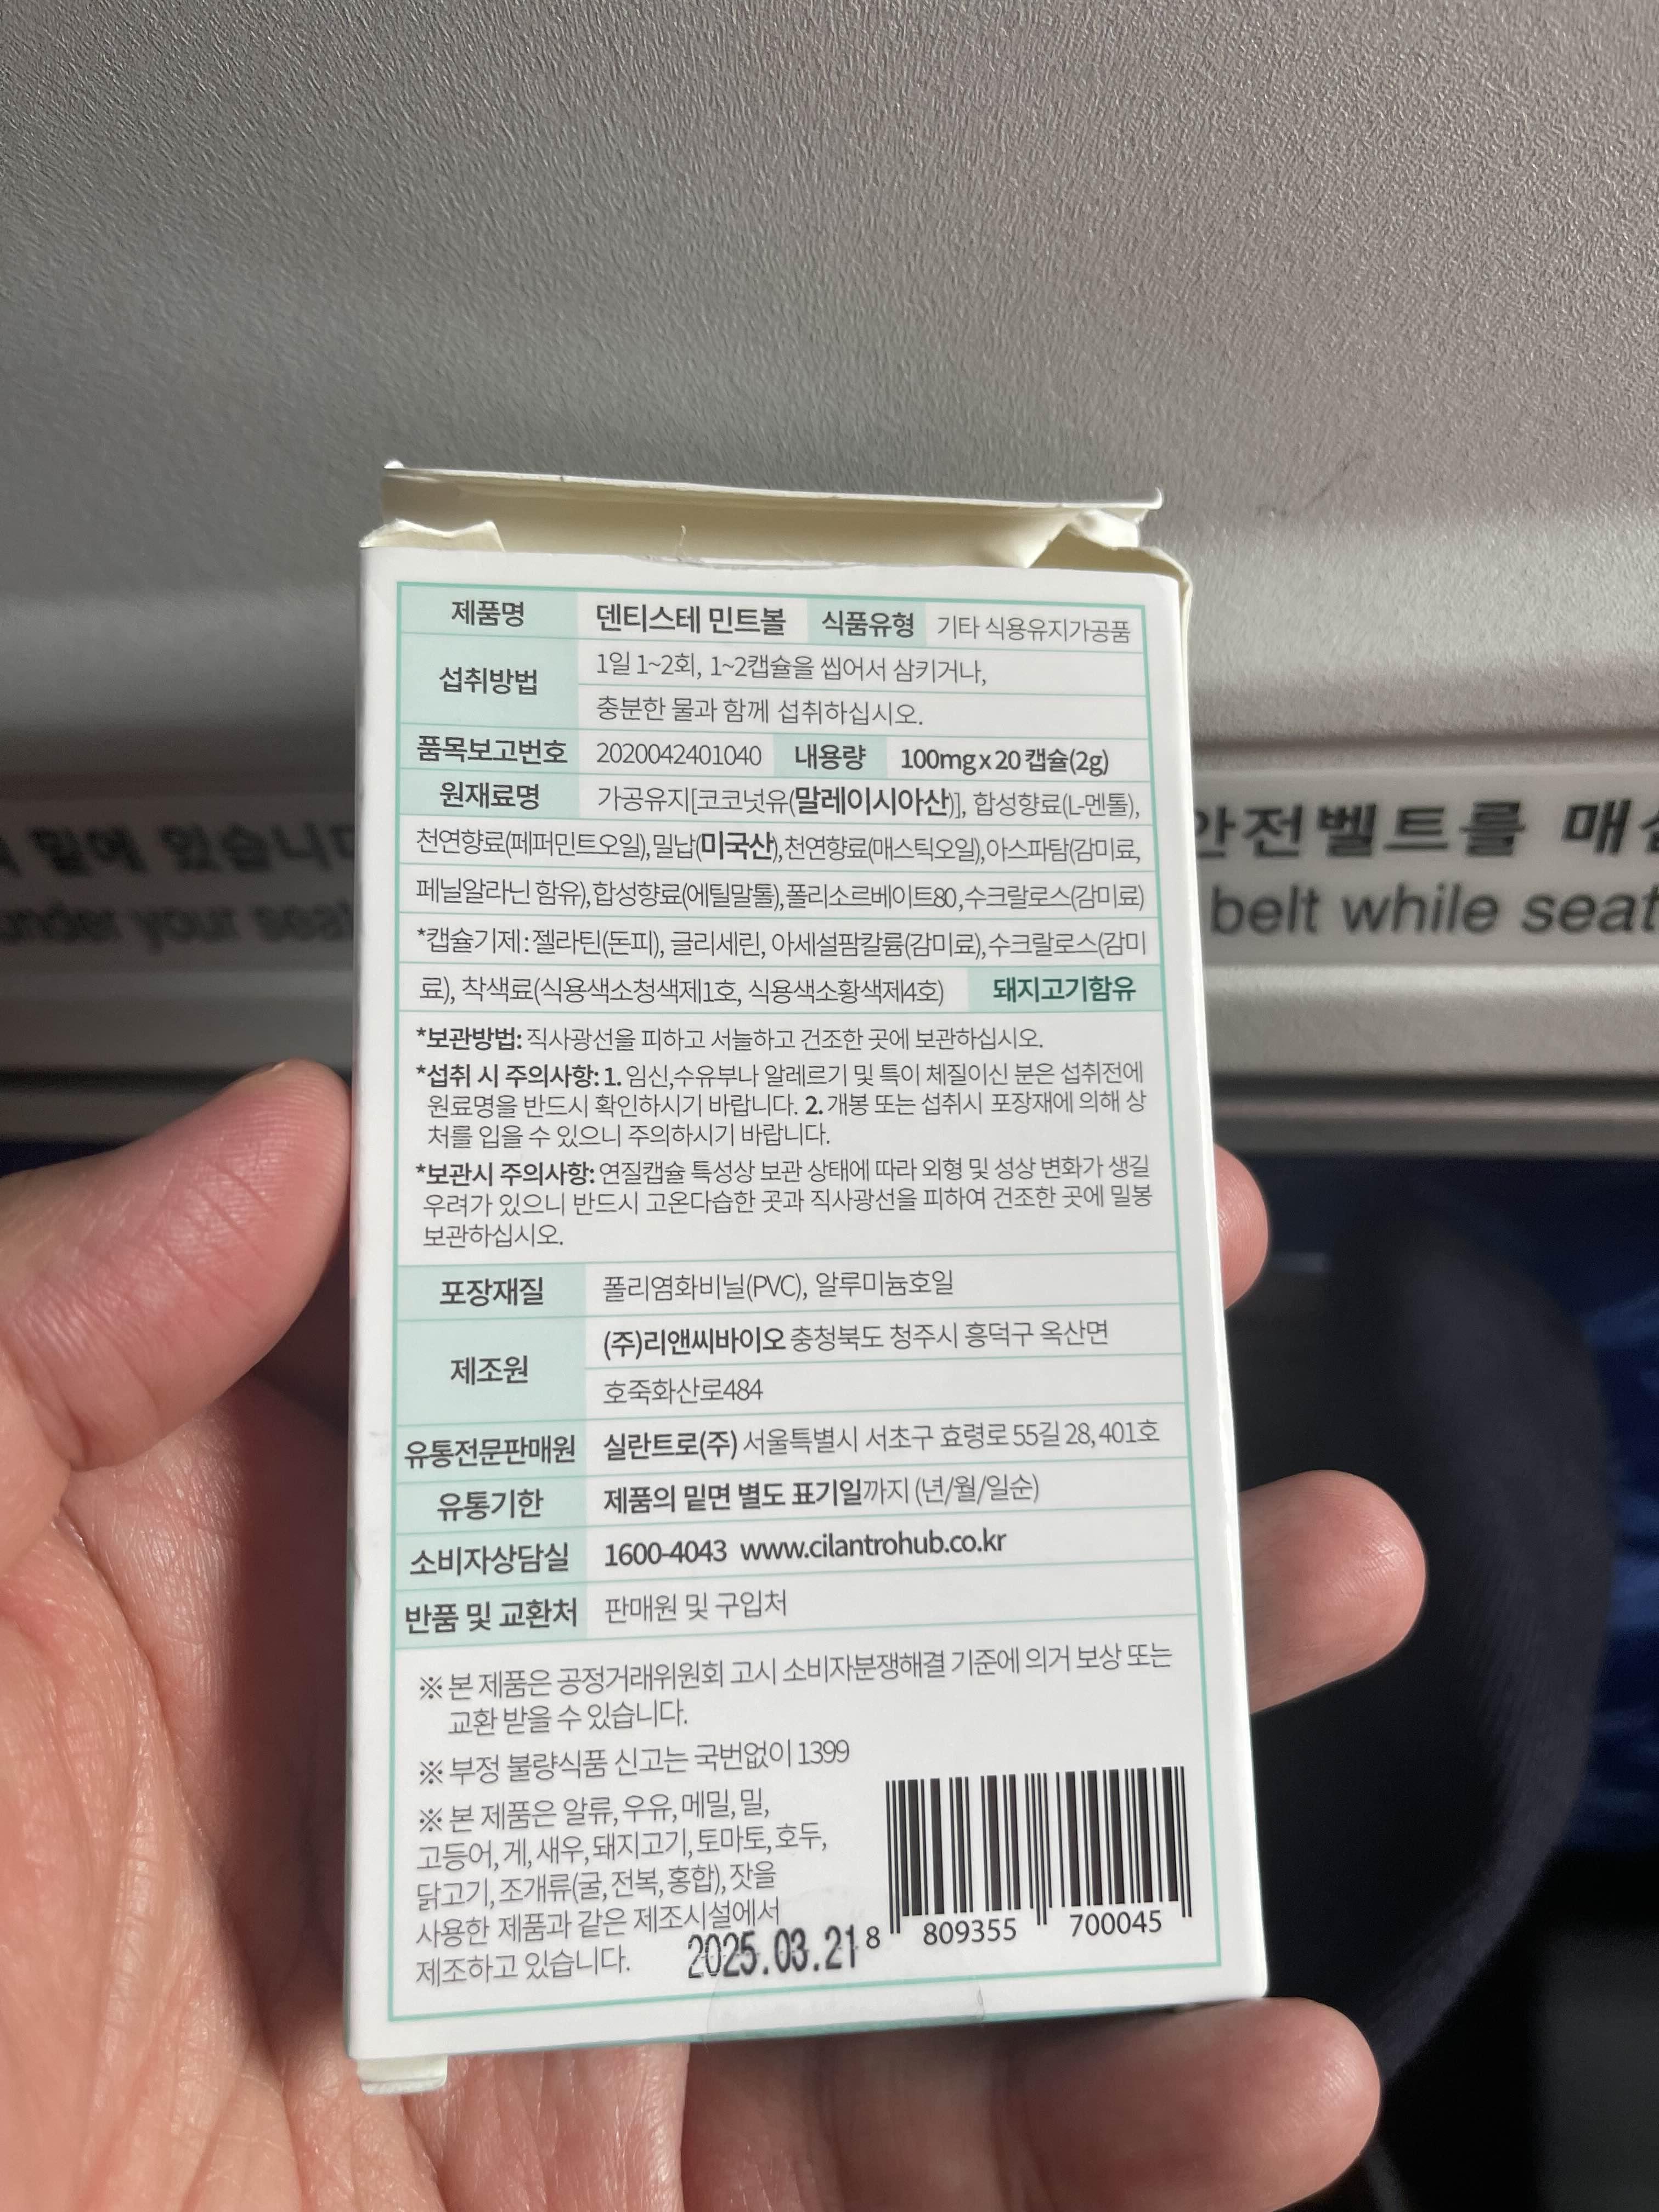 밑에 있습니다
under your seat
안전벨트를 매
belt while seat
제품명 덴티스테 민트볼 식품유형 기타 식용유지가공품
섭취방법 1일 1~2회, 1~2캡슐을 씹어서 삼키거나,
충분한 물과 함께 섭취하십시오.
품목보고번호 2020042401040 내용량 100mg x 20 캡슐(2g)
원재료명 가공유지[코코넛유(말레이시아산)], 합성향료(L-멘톨),
천연향료(페퍼민트오일), 밀납(미국산), 천연향료(매스틱오일), 아스파탐(감미료,
페닐알라닌 함유), 합성향료(에틸말톨), 폴리소르베이트80, 수크랄로스(감미료)
*캡슐기제 : 젤라틴(돈피), 글리세린, 아세설팜칼륨(감미료), 수크랄로스(감미
료), 착색료(식용색소청색제1호, 식용색소황색제4호) 돼지고기함유
*보관방법: 직사광선을 피하고 서늘하고 건조한 곳에 보관하십시오.
*섭취 시 주의사항: 1. 임신,수유부나 알레르기 및 특이 체질이신 분은 섭취전에
원료명을 반드시 확인하시기 바랍니다. 2. 개봉 또는 섭취시 포장재에 의해 상
처를 입을 수 있으니 주의하시기 바랍니다.
*보관시 주의사항: 연질캡슐 특성상 보관 상태에 따라 외형 및 성상 변화가 생길
우려가 있으니 반드시 고온다습한 곳과 직사광선을 피하여 건조한 곳에 밀봉
보관하십시오.
포장재질 폴리염화비닐(PVC), 알루미늄호일
제조원 (주)리앤씨바이오 충청북도 청주시 흥덕구 옥산면
호죽화산로484
유통전문판매원 실란트로(주) 서울특별시 서초구 효령로 55길 28, 401호
유통기한 제품의 밑면 별도 표기일까지 (년/월/일순)
소비자상담실 1600-4043 www.cilantrohub.co.kr
반품 및 교환처 판매원 및 구입처
※ 본 제품은 공정거래위원회 고시 소비자분쟁해결 기준에 의거 보상 또는
교환 받을 수 있습니다.
※ 부정 불량식품 신고는 국번없이 1399
※ 본 제품은 알류, 우유, 메밀, 밀,
고등어, 게, 새우, 돼지고기, 토마토, 호두,
닭고기, 조개류(굴, 전복, 홍합), 잣을
사용한 제품과 같은 제조시설에서
제조하고 있습니다.
2025.03.21
8 809355 700045